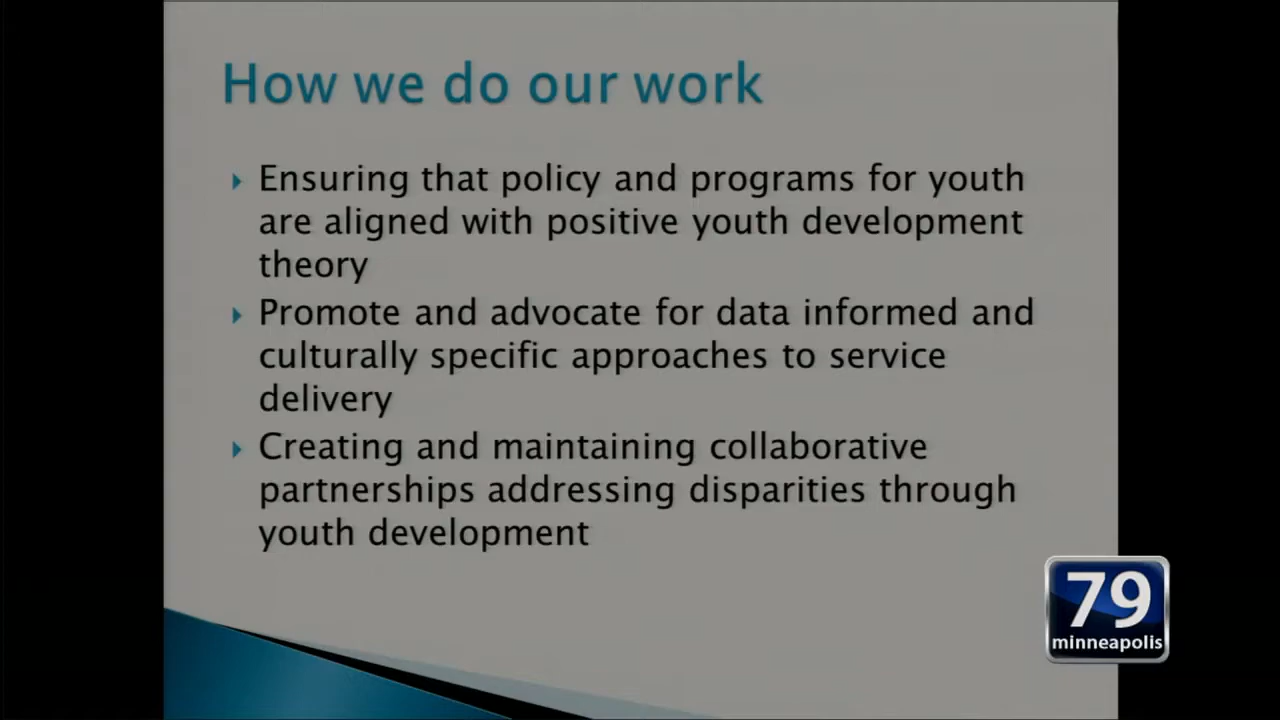 How we do our work
Ensuring that policy and programs for youth
are aligned with positive youth development
theory
Promote and advocate for data informed and
culturally specific approaches to service
delivery
Creating and maintaining collaborative
partnerships addressing disparities through
youth development
79
minneapolis